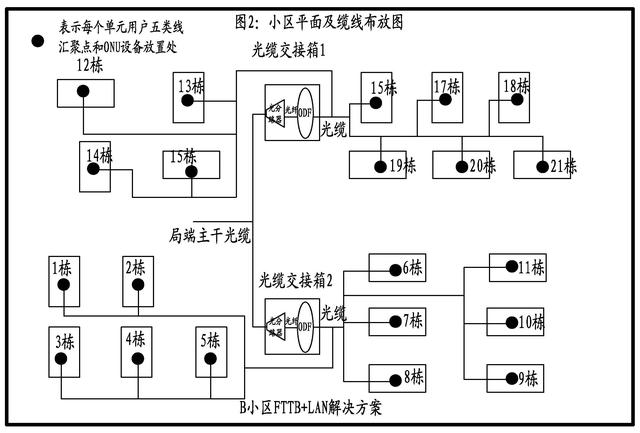 图2：小区平面及缆线布放图
表示每个单元用户五类线
汇聚点和ONU设备放置处
光缆交接箱1
12栋
13栋
14栋
15栋
光分
路器
光纤
ODF
光缆
15栋
17栋
18栋
19栋
20栋
21栋
局端主干光缆
光缆交接箱2
1栋
2栋
3栋
4栋
5栋
光分
路器
光纤
ODF
光缆
6栋
11栋
7栋
10栋
8栋
9栋
B小区FTTB+LAN解决方案